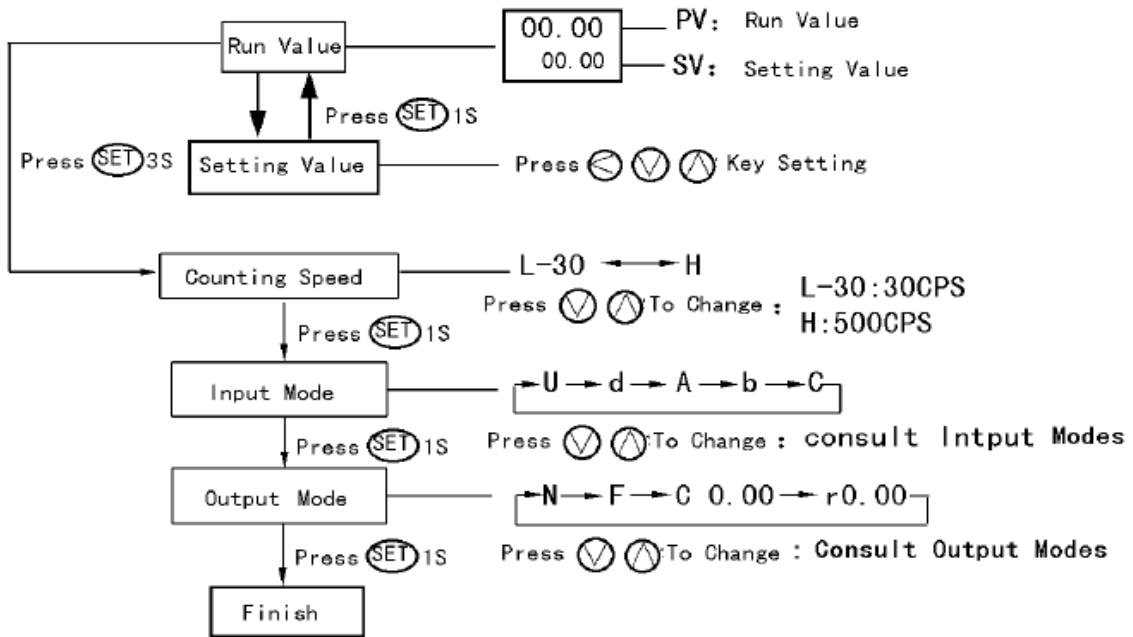 Run Value
00.00
00.00
PV: Run Value
SV: Setting Value
Press SET 1S
Press SET 3S
Setting Value
Press < ∨ ∧ Key Setting
Counting Speed
L-30 ↔ H
Press ∨ ∧ To Change :
L-30:30CPS
H:500CPS
Press SET 1S
Input Mode
U → d → A → b → C
Press SET 1S
Press ∨ ∧ To Change : consult Intput Modes
Output Mode
N → F → C 0.00 → r0.00
Press SET 1S
Press ∨ ∧ To Change : Consult Output Modes
Finish